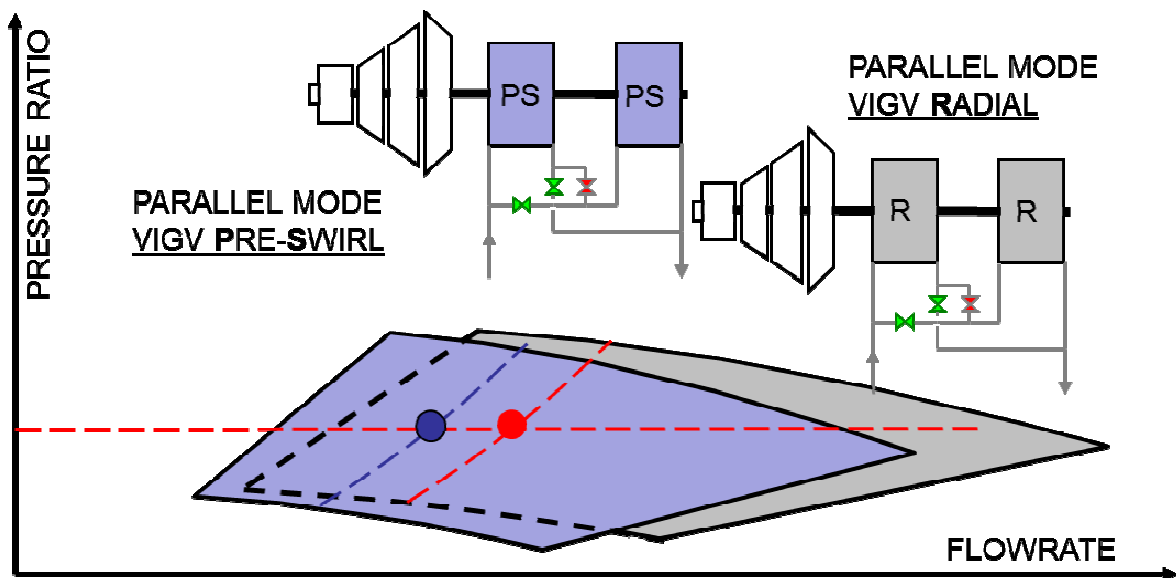 PRESSURE RATIO
PS
PS
PARALLEL MODE
VIGV PRE-SWIRL
PARALLEL MODE
VIGV RADIAL
R
R
FLOWRATE